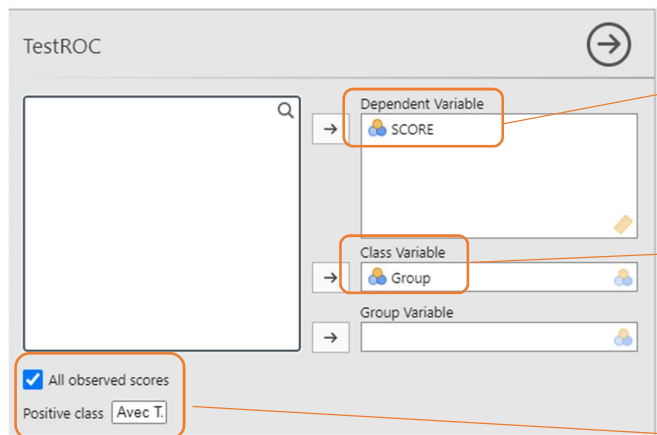 TestROC
Dependent Variable
SCORE
Class Variable
Group
Group Variable
All observed scores
Positive class Avec T.